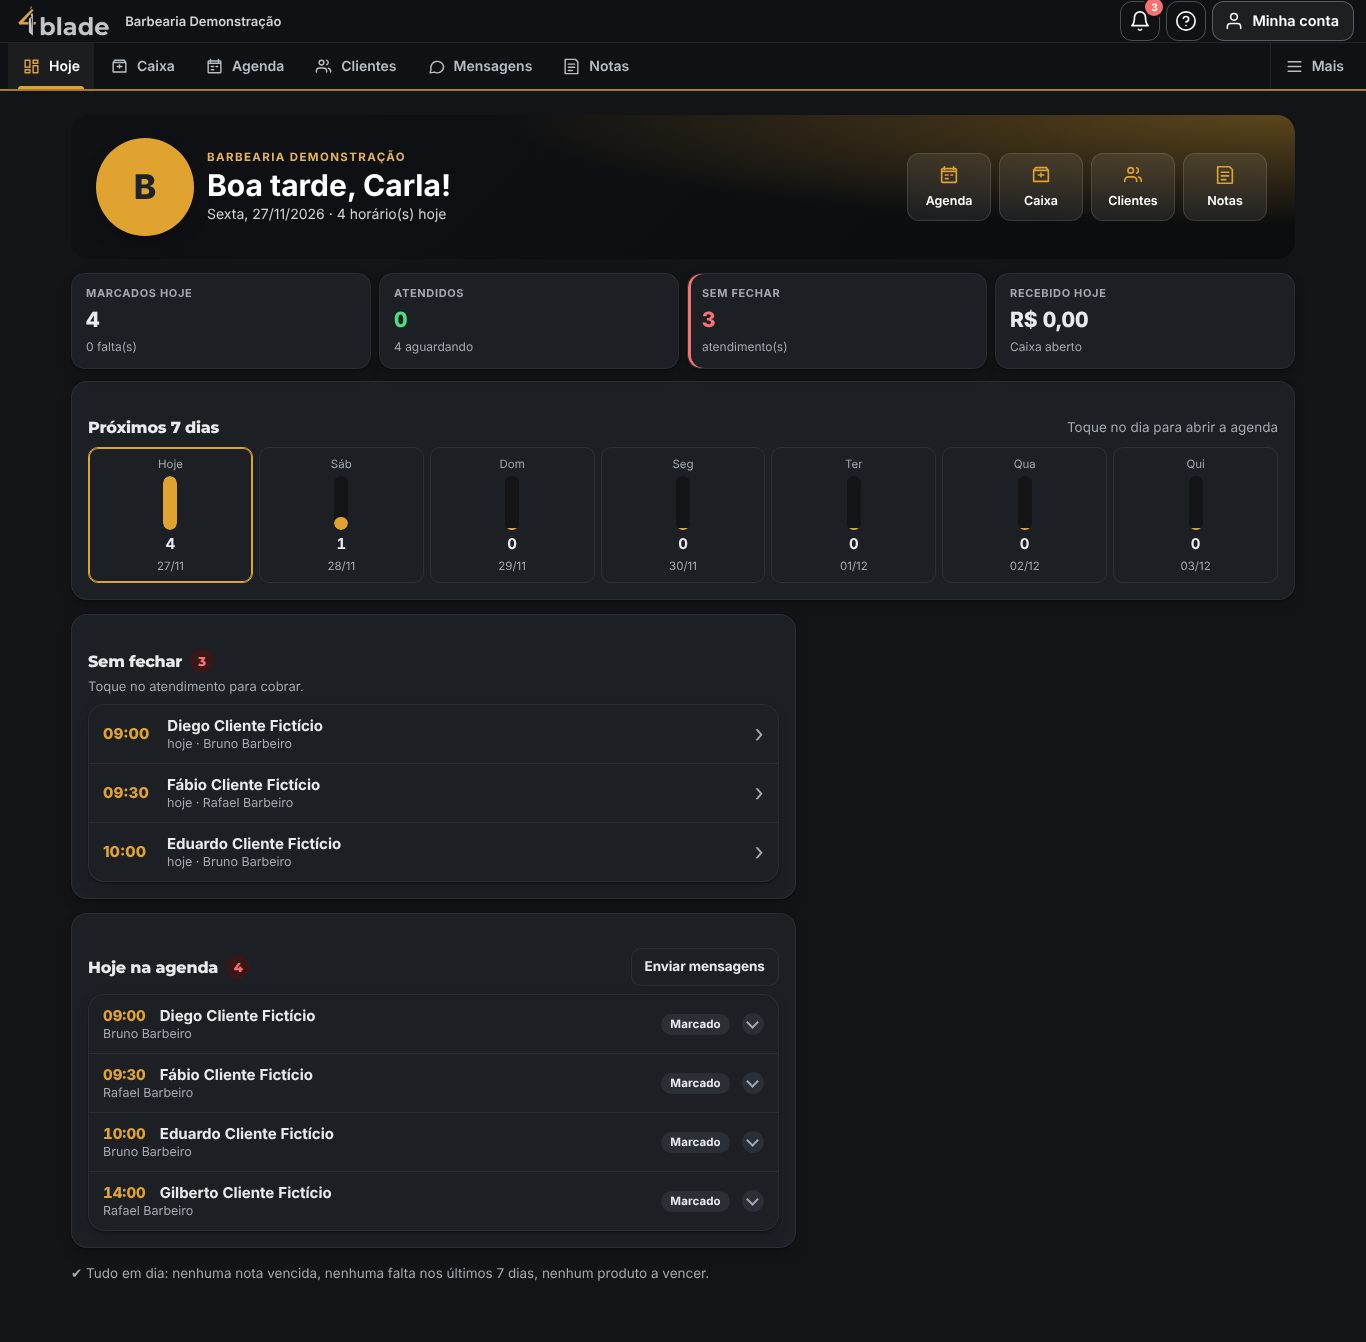 4blade
Barbearia Demonstração
3
Minha conta
Hoje
Caixa
Agenda
Clientes
Mensagens
Notas
Mais
B
BARBEARIA DEMONSTRAÇÃO
Boa tarde, Carla!
Sexta, 27/11/2026 · 4 horário(s) hoje
Agenda
Caixa
Clientes
Notas
MARCADOS HOJE
4
0 falta(s)
ATENDIDOS
0
4 aguardando
SEM FECHAR
3
atendimento(s)
RECEBIDO HOJE
R$ 0,00
Caixa aberto
Próximos 7 dias
Toque no dia para abrir a agenda
Hoje
4
27/11
Sáb
1
28/11
Dom
0
29/11
Seg
0
30/11
Ter
0
01/12
Qua
0
02/12
Qui
0
03/12
Sem fechar 3
Toque no atendimento para cobrar.
09:00 Diego Cliente Fictício
hoje · Bruno Barbeiro
09:30 Fábio Cliente Fictício
hoje · Rafael Barbeiro
10:00 Eduardo Cliente Fictício
hoje · Bruno Barbeiro
Hoje na agenda 4
Enviar mensagens
09:00 Diego Cliente Fictício
Bruno Barbeiro
Marcado
09:30 Fábio Cliente Fictício
Rafael Barbeiro
Marcado
10:00 Eduardo Cliente Fictício
Bruno Barbeiro
Marcado
14:00 Gilberto Cliente Fictício
Rafael Barbeiro
Marcado
✔ Tudo em dia: nenhuma nota vencida, nenhuma falta nos últimos 7 dias, nenhum produto a vencer.